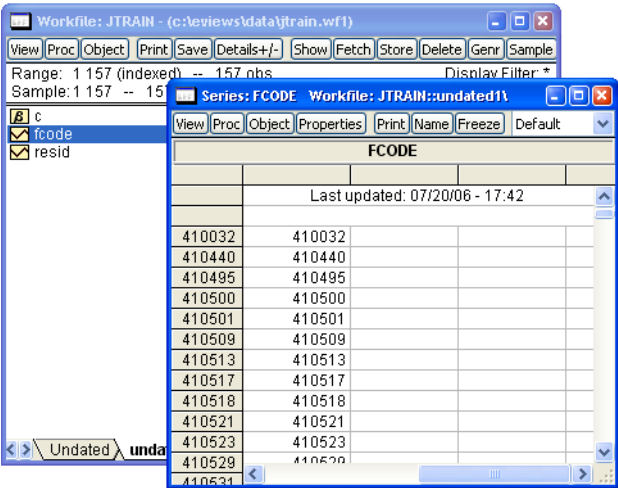 Workfile: JTRAIN - (c:\eviews\data\jtrain.wf1)
View Proc Object Print Save Details+/- Show Fetch Store Delete Genr Sample
Range: 1 157 (indexed) -- 157 obs
Display Filter: *
Sample: 1 157 -- 15
β c
fcode
resid
Undated unda
Series: FCODE Workfile: JTRAIN::undated1\
View Proc Object Properties Print Name Freeze Default
FCODE
Last updated: 07/20/06 - 17:42
410032 410032
410440 410440
410495 410495
410500 410500
410501 410501
410509 410509
410513 410513
410517 410517
410518 410518
410521 410521
410523 410523
410529 410529
410531